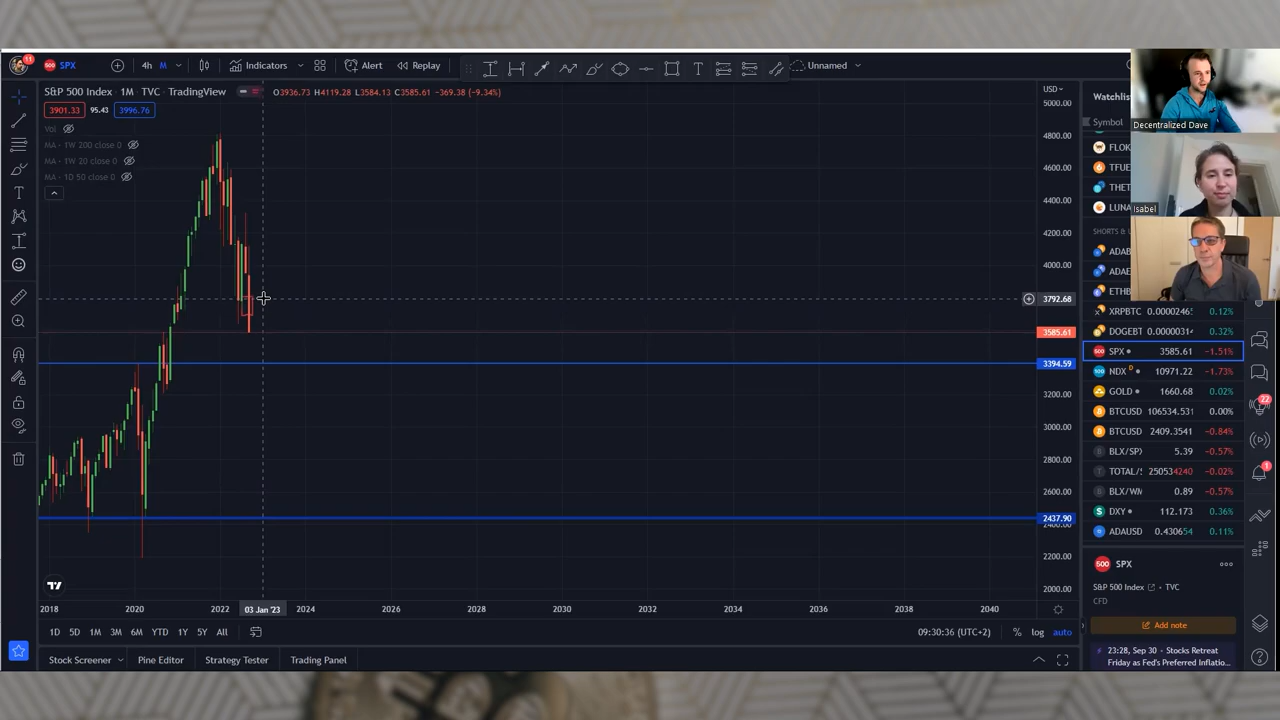 11
500
SPX
4h M
Indicators
Alert
Replay
T
Unnamed
S&P 500 Index · 1M · TVC · TradingView
O3936.73 H4119.28 L3584.13 C3585.61 −369.38 (−9.34%)
3901.33 95.43 3996.76
Vol
MA · 1W 200 close 0
MA · 1W 20 close 0
MA · 1D 50 close 0
USD
5000.00
4800.00
4600.00
4400.00
4200.00
4000.00
3792.68
3585.61
3394.59
3200.00
3000.00
2800.00
2600.00
2437.90
2200.00
2000.00
2018
2020
2022
03 Jan '23
2024
2026
2028
2030
2032
2034
2036
2038
2040
1D 5D 1M 3M 6M YTD 1Y 5Y All
09:30:36 (UTC+2) % log auto
Stock Screener
Pine Editor
Strategy Tester
Trading Panel
Decentralized Dave
Isabel
Watchlis
Symbol
FLOK
TFUE
THET
LUNA
SHORTS &
ADAB
ADAE
ETHB
XRPBTC 0.0000246 0.12%
DOGEBT 0.0000031 0.32%
500 SPX 3585.61 −1.51%
100 NDX D 10971.22 −1.73%
GOLD 1660.68 0.02%
BTCUSD 106534.531 0.00%
BTCUSD 2409.3541 −0.84%
BLX/SP 5.39 −0.57%
TOTAL/ 250534240 −0.02%
BLX/W 0.89 −0.57%
DXY 112.173 0.36%
ADAUSD 0.430654 0.11%
22
1
500 SPX
S&P 500 Index · TVC
CFD
Add note
23:28, Sep 30 · Stocks Retreat
Friday as Fed's Preferred Inflatio...